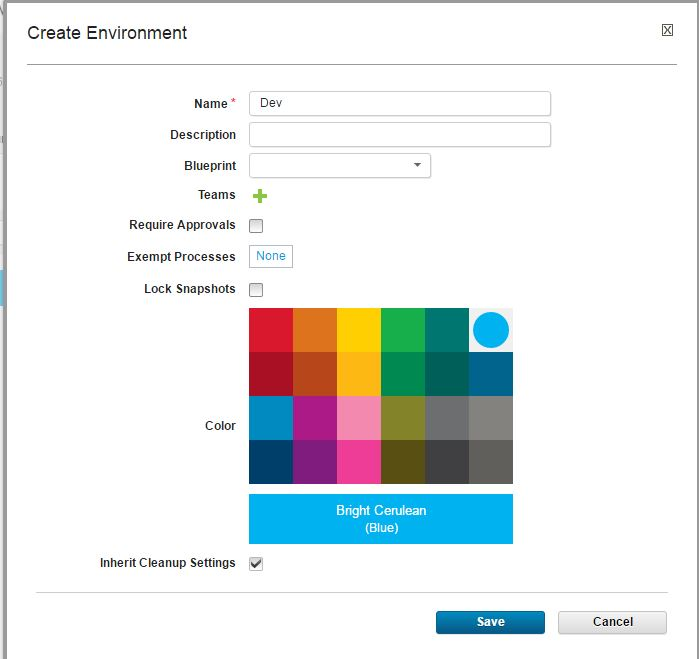 Create Environment
X
Name *
Dev
Description
Blueprint
Teams
Require Approvals
Exempt Processes
None
Lock Snapshots
Color
Bright Cerulean
(Blue)
Inherit Cleanup Settings
Save
Cancel